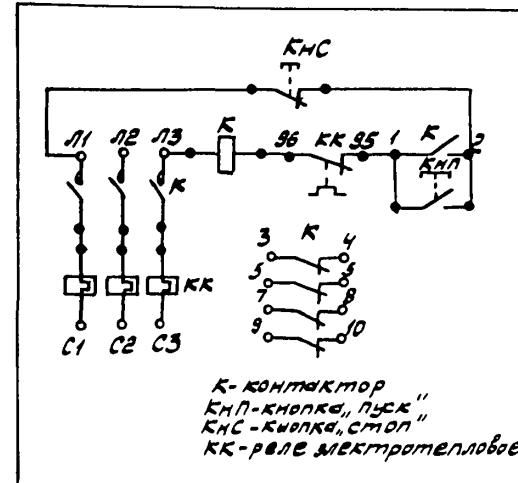 КнС
Л1 Л2 Л3 К 96 КК 95 1 К 2
КнП
К
КК
С1 С2 С3
К
3 4
5 6
7 8
9 10
К-контактор
КнП-кнопка „пуск"
КнС-кнопка „стоп"
КК-реле электротепловое